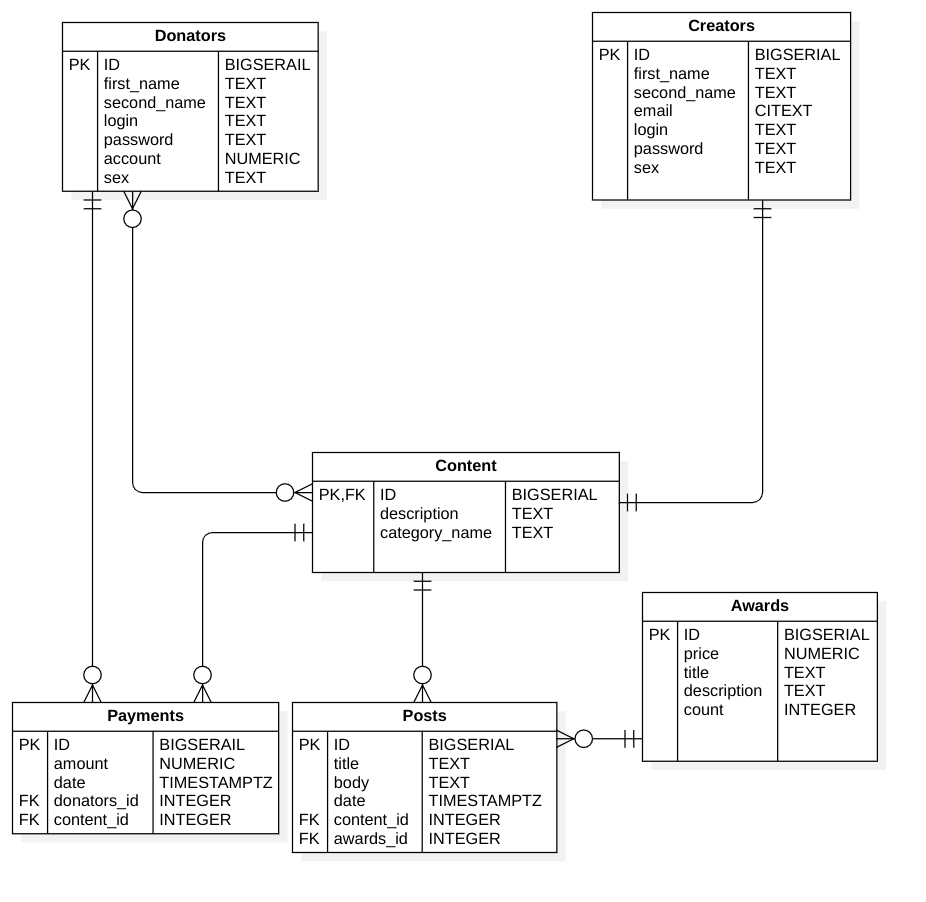 Donators
PK ID BIGSERAIL
first_name TEXT
second_name TEXT
login TEXT
password TEXT
account NUMERIC
sex TEXT
Creators
PK ID BIGSERIAL
first_name TEXT
second_name TEXT
email CITEXT
login TEXT
password TEXT
sex TEXT
Content
PK,FK ID BIGSERIAL
description TEXT
category_name TEXT
Awards
PK ID BIGSERIAL
price NUMERIC
title TEXT
description TEXT
count INTEGER
Payments
PK ID BIGSERAIL
amount NUMERIC
date TIMESTAMPTZ
FK donators_id INTEGER
FK content_id INTEGER
Posts
PK ID BIGSERIAL
title TEXT
body TEXT
date TIMESTAMPTZ
FK content_id INTEGER
FK awards_id INTEGER